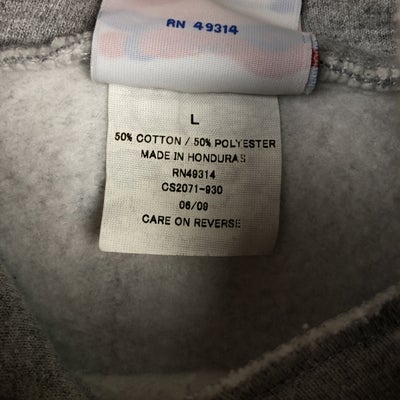 RN 49314
L
50% COTTON / 50% POLYESTER
MADE IN HONDURAS
RN49314
CS2071-930
06/09
CARE ON REVERSE